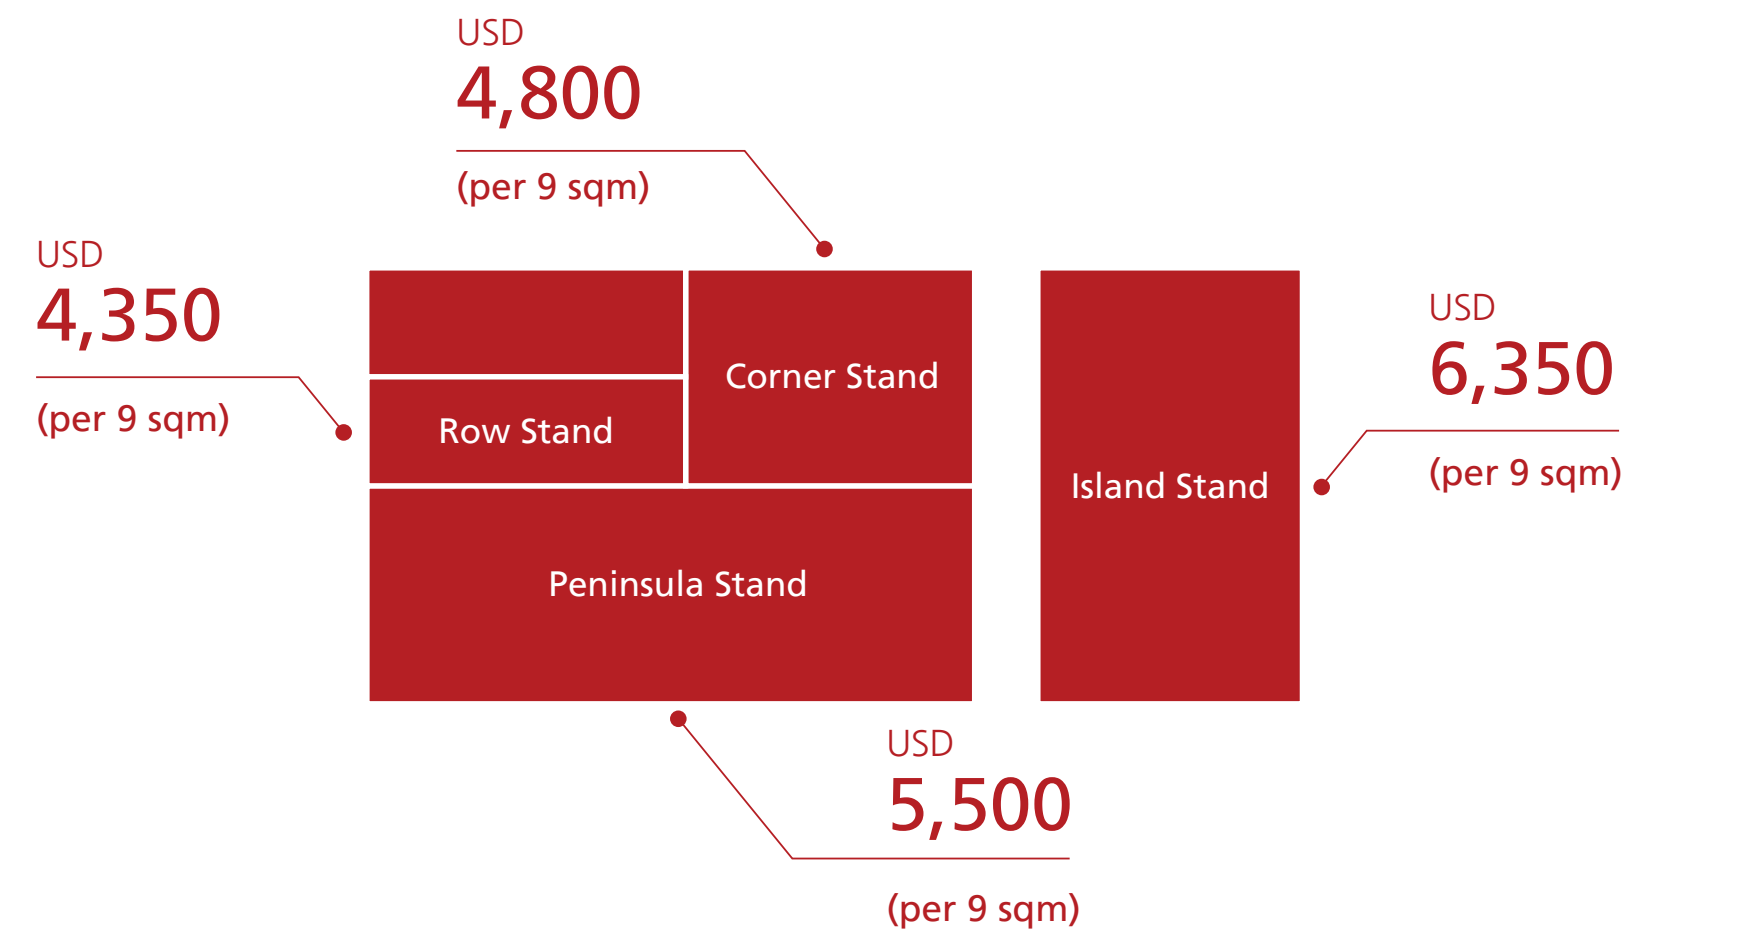 USD
4,800
(per 9 sqm)
USD
4,350
(per 9 sqm)
Corner Stand
Row Stand
Peninsula Stand
Island Stand
USD
6,350
(per 9 sqm)
USD
5,500
(per 9 sqm)